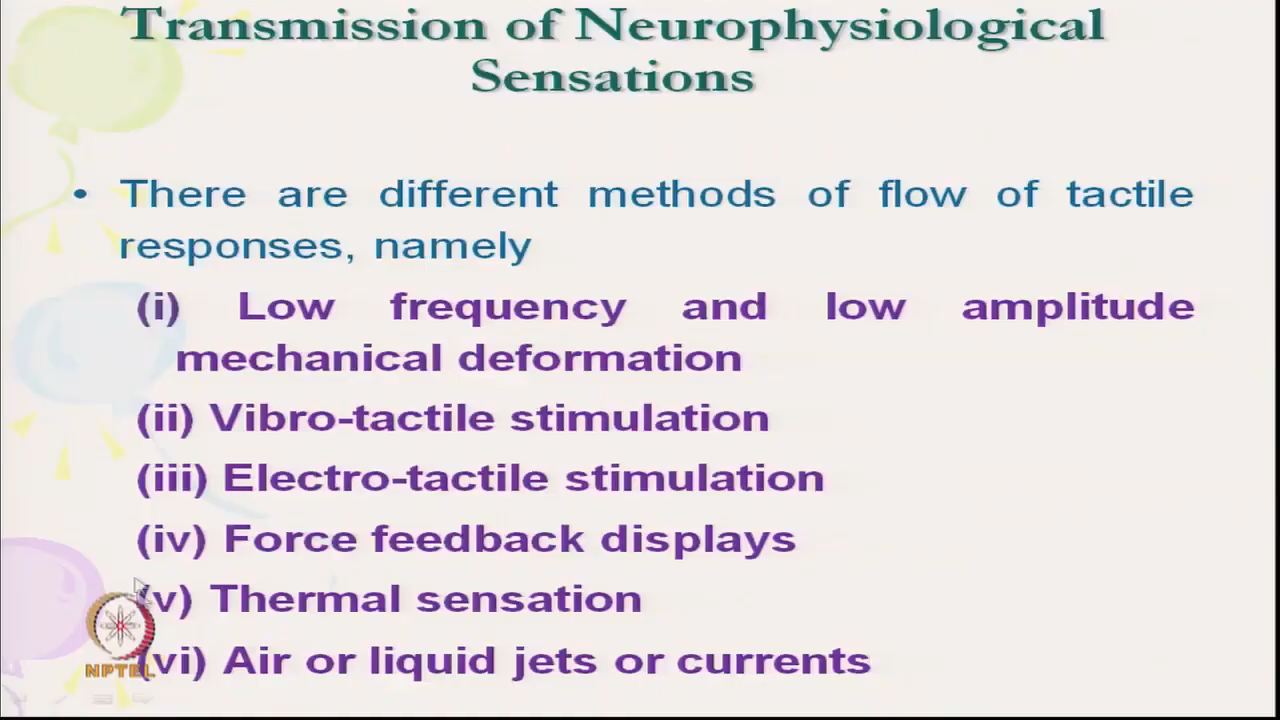 Transmission of Neurophysiological
Sensations
• There are different methods of flow of tactile
responses, namely
(i) Low frequency and low amplitude
mechanical deformation
(ii) Vibro-tactile stimulation
(iii) Electro-tactile stimulation
(iv) Force feedback displays
(v) Thermal sensation
(vi) Air or liquid jets or currents
NPTEL